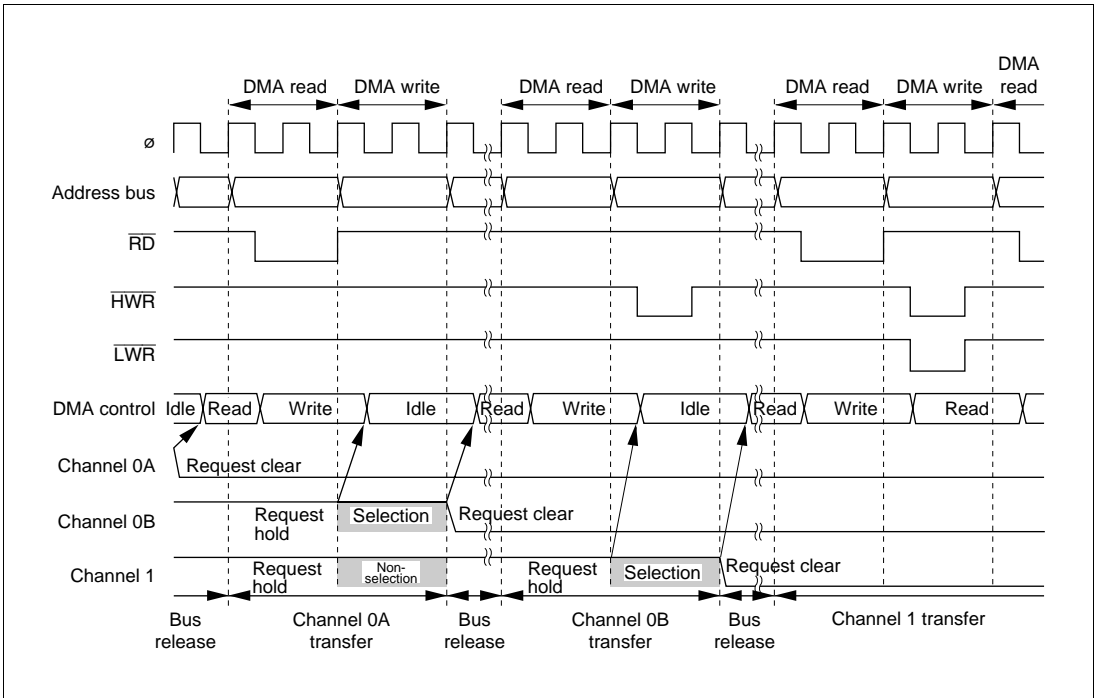 DMA
DMA read DMA write DMA read DMA write DMA read DMA write read
ø
Address bus
RD
HWR
LWR
DMA control Idle Read Write Idle Read Write Idle Read Write Read
Channel 0A Request clear
Channel 0B Request hold Selection Request clear
Channel 1 Request hold Non-selection Request hold Selection Request clear
Bus release Channel 0A transfer Bus release Channel 0B transfer Bus release Channel 1 transfer